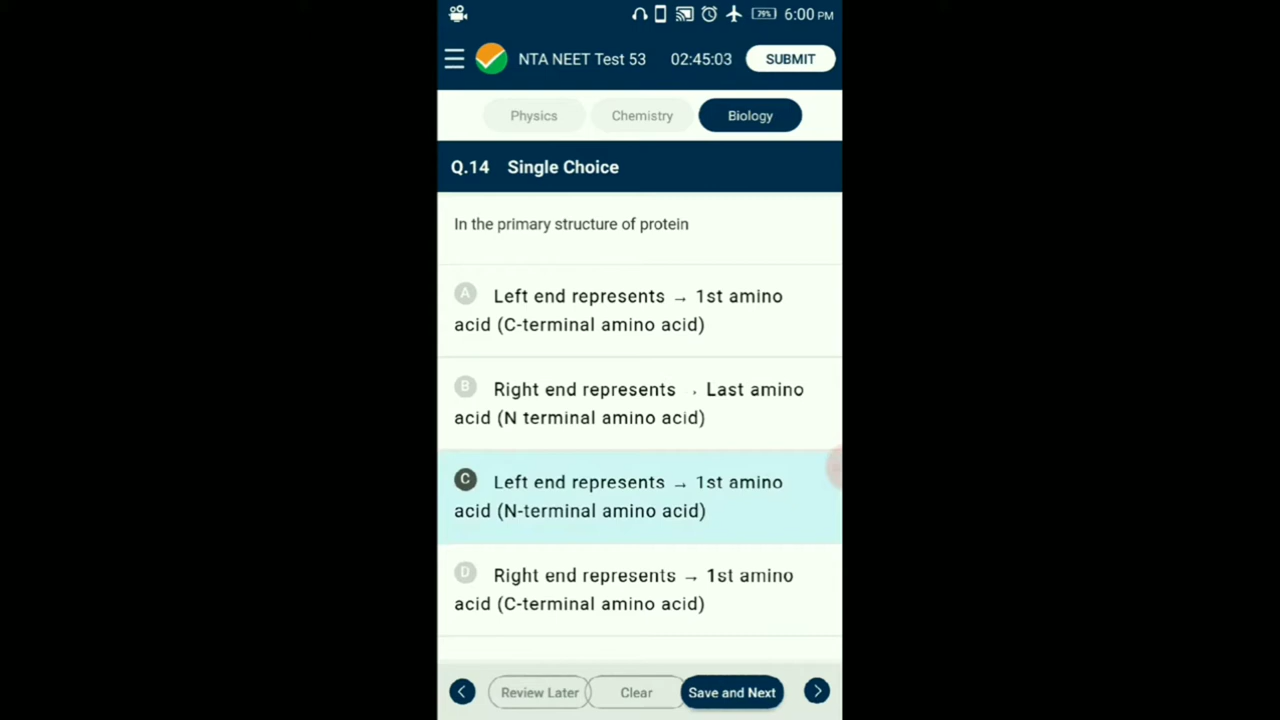 29% 6:00 PM
NTA NEET Test 53 02:45:03 SUBMIT
Physics Chemistry Biology
Q.14 Single Choice
In the primary structure of protein
A Left end represents → 1st amino
acid (C-terminal amino acid)
B Right end represents → Last amino
acid (N terminal amino acid)
C Left end represents → 1st amino
acid (N-terminal amino acid)
D Right end represents → 1st amino
acid (C-terminal amino acid)
Review Later Clear Save and Next